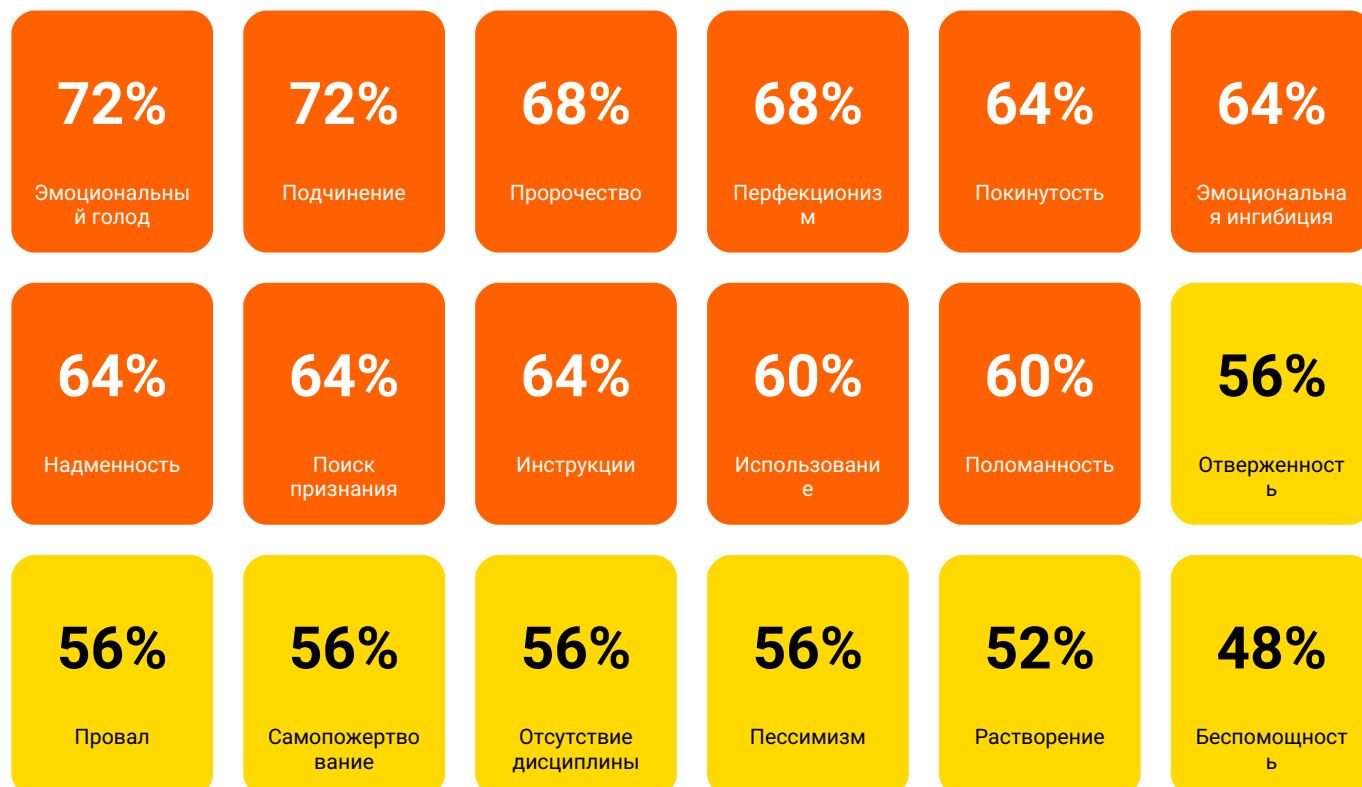 72%
72%
68%
68%
64%
64%
Эмоциональны
й голод
Подчинение
Пророчество
Перфекциониз
м
Покинутость
Эмоциональна
я ингибиция
64%
64%
64%
60%
60%
56%
Надменность
Поиск
признания
Инструкции
Использовани
е
Поломанность
Отверженност
ь
56%
56%
56%
56%
52%
48%
Провал
Самопожертво
вание
Отсутствие
дисциплины
Пессимизм
Растворение
Беспомощност
ь